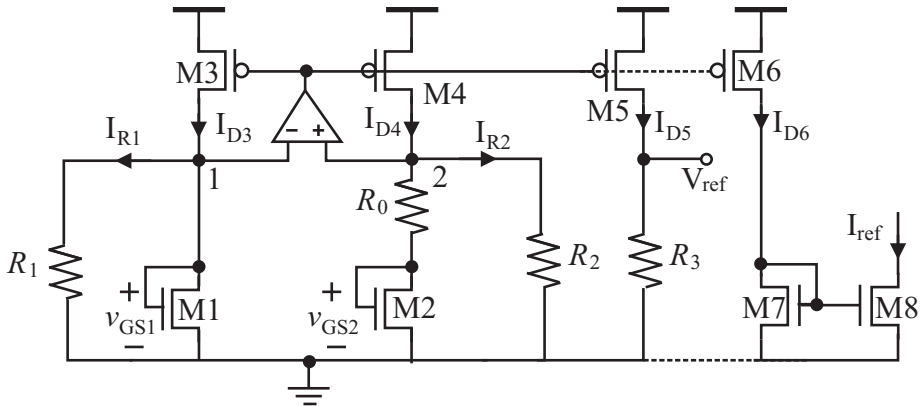 M3
M4
M5
M6
I_R1
I_D3
− +
I_D4
I_R2
I_D5
I_D6
1
2
V_ref
R_0
R_1
R_2
R_3
I_ref
+
v_GS1
−
M1
+
v_GS2
−
M2
M7
M8